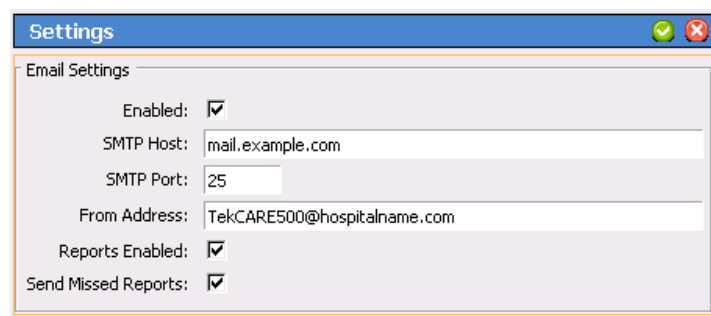 Settings
Email Settings
Enabled:
SMTP Host: mail.example.com
SMTP Port: 25
From Address: TekCARE500@hospitalname.com
Reports Enabled:
Send Missed Reports: